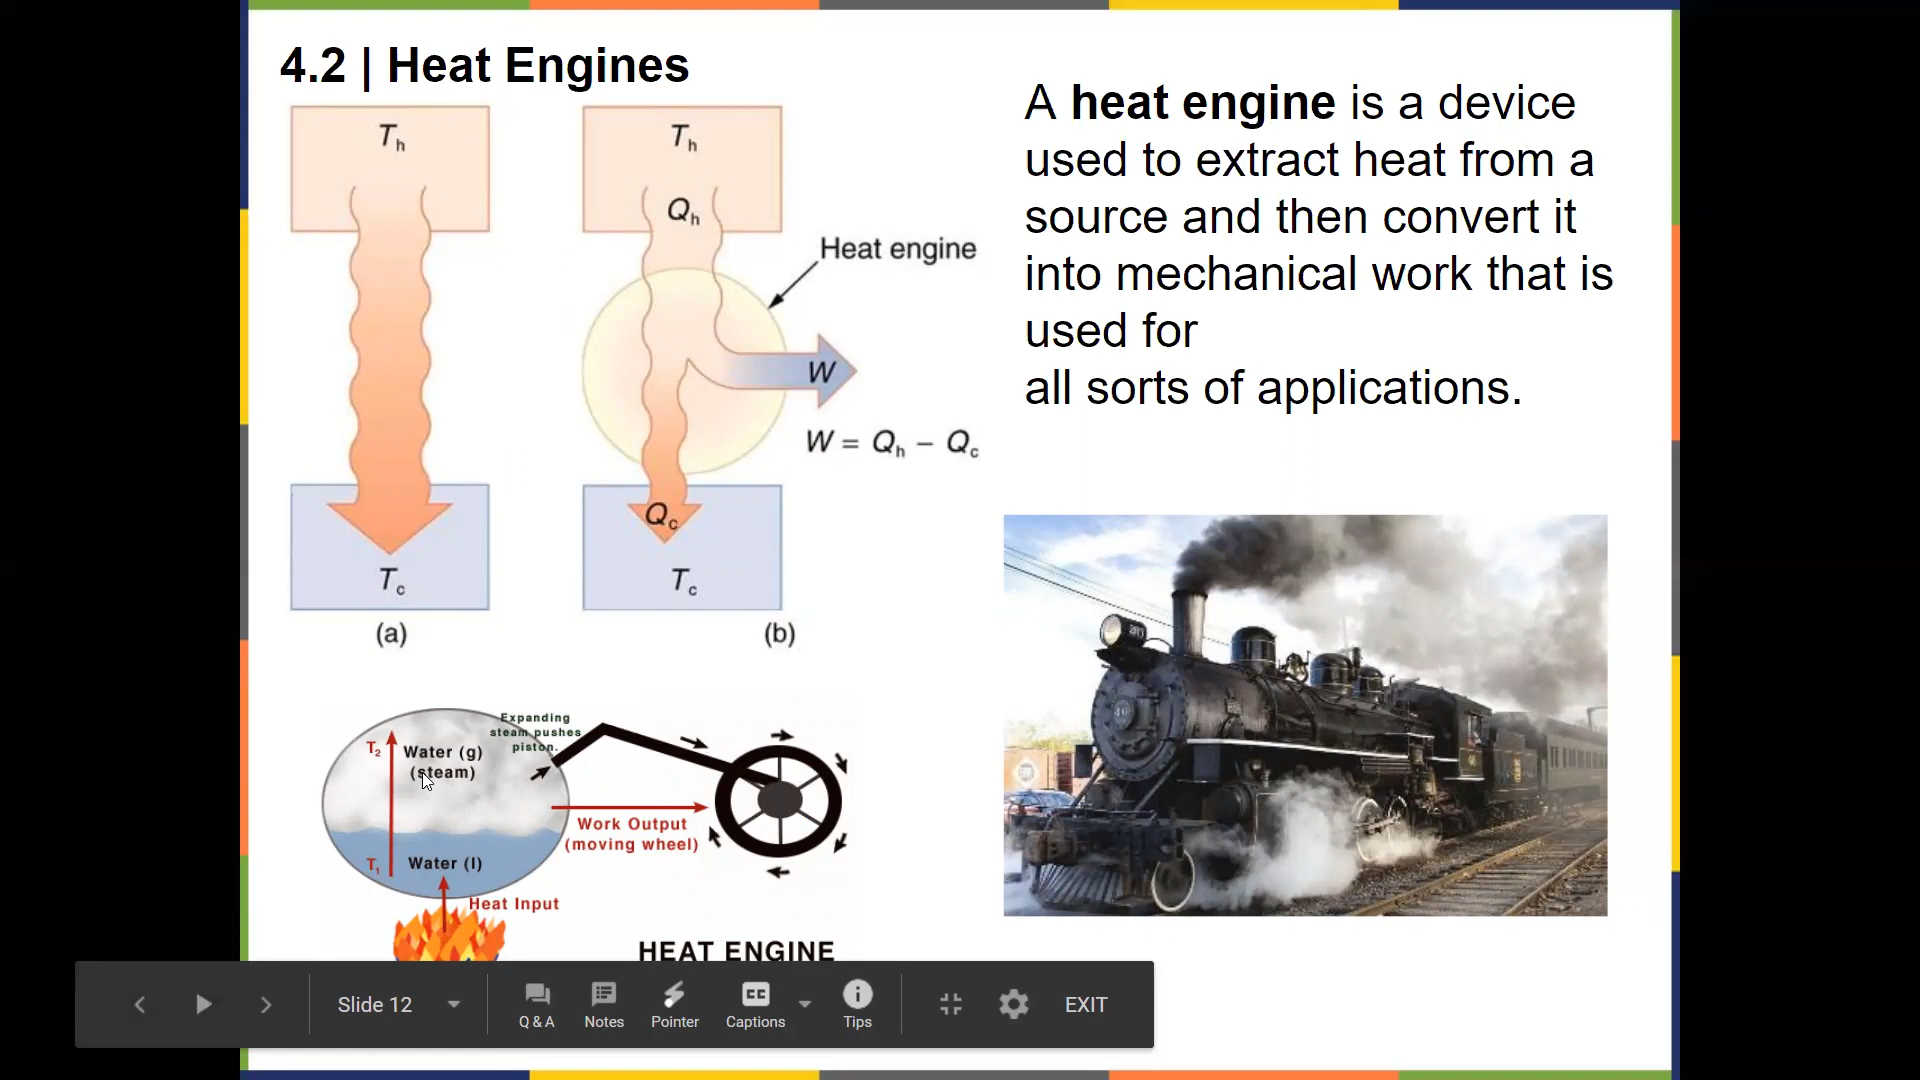 4.2 | Heat Engines
A heat engine is a device
used to extract heat from a
source and then convert it
into mechanical work that is
used for
all sorts of applications.
Th
Th
Qh
Heat engine
W
W = Qh − Qc
Qc
Tc
Tc
(a)
(b)
Expanding
steam pushes
piston.
T2
Water (g)
(steam)
Work Output
(moving wheel)
T1
Water (l)
Heat Input
HEAT ENGINE
Slide 12
Q & A
Notes
Pointer
CC
Captions
Tips
EXIT